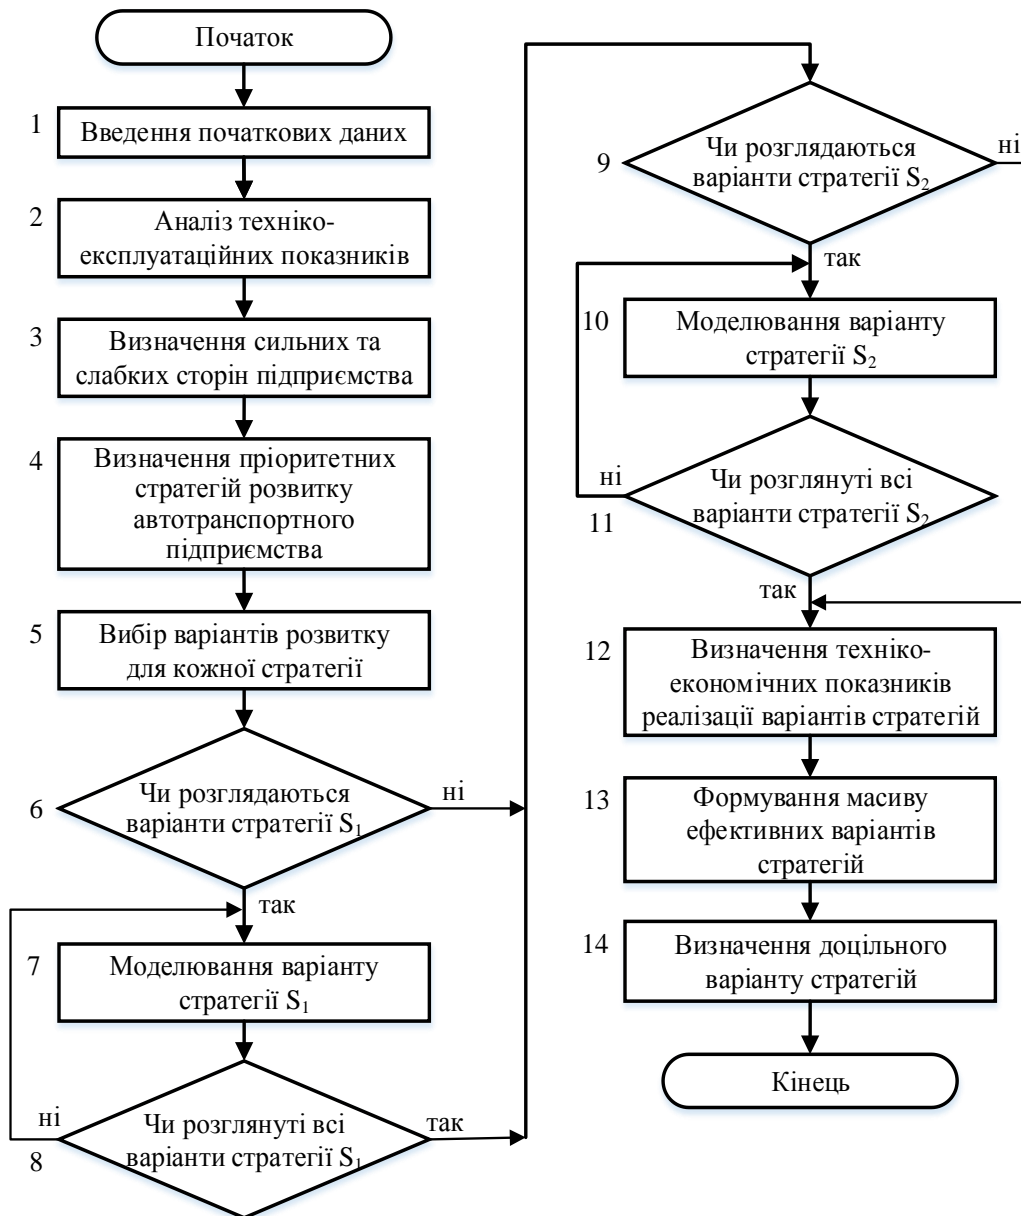 Початок
1
Введення початкових даних
2
Аналіз техніко-
експлуатаційних показників
3
Визначення сильних та
слабких сторін підприємства
4
Визначення пріоритетних
стратегій розвитку
автотранспортного
підприємства
5
Вибір варіантів розвитку
для кожної стратегії
6
Чи розглядаються
варіанти стратегії S₁
ні
так
7
Моделювання варіанту
стратегії S₁
8
Чи розглянуті всі
варіанти стратегії S₁
ні
так
9
Чи розглядаються
варіанти стратегії S₂
ні
так
10
Моделювання варіанту
стратегії S₂
ні
11
Чи розглянуті всі
варіанти стратегії S₂
так
12
Визначення техніко-
економічних показників
реалізації варіантів стратегій
13
Формування масиву
ефективних варіантів
стратегій
14
Визначення доцільного
варіанту стратегій
Кінець